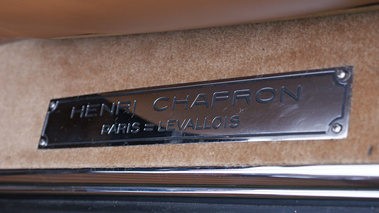 HENRI CHAPRON
PARIS = LEVALLOIS